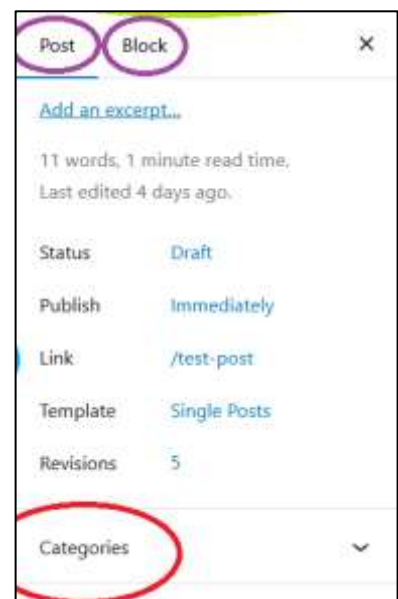 Post Block ×
Add an excerpt...
11 words, 1 minute read time.
Last edited 4 days ago.
Status Draft
Publish Immediately
Link /test-post
Template Single Posts
Revisions 5
Categories